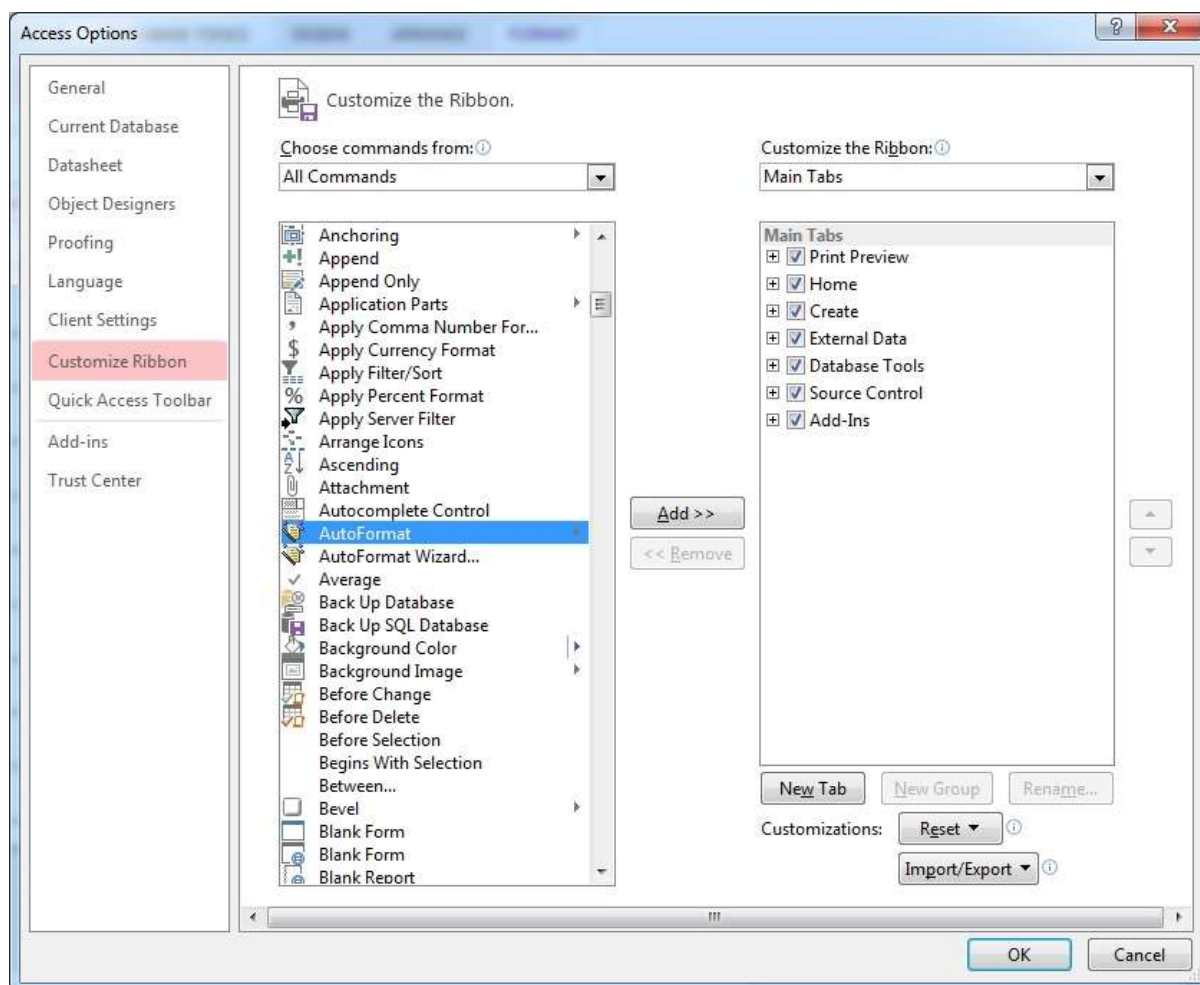 Access Options
General
Current Database
Datasheet
Object Designers
Proofing
Language
Client Settings
Customize Ribbon
Quick Access Toolbar
Add-ins
Trust Center
Customize the Ribbon.
Choose commands from:
All Commands
Anchoring
Append
Append Only
Application Parts
Apply Comma Number For...
Apply Currency Format
Apply Filter/Sort
Apply Percent Format
Apply Server Filter
Arrange Icons
Ascending
Attachment
Autocomplete Control
AutoFormat
AutoFormat Wizard...
Average
Back Up Database
Back Up SQL Database
Background Color
Background Image
Before Change
Before Delete
Before Selection
Begins With Selection
Between...
Bevel
Blank Form
Blank Form
Blank Report
Add >>
<< Remove
Customize the Ribbon:
Main Tabs
Main Tabs
Print Preview
Home
Create
External Data
Database Tools
Source Control
Add-Ins
New Tab
New Group
Rename...
Customizations:
Reset
Import/Export
OK
Cancel